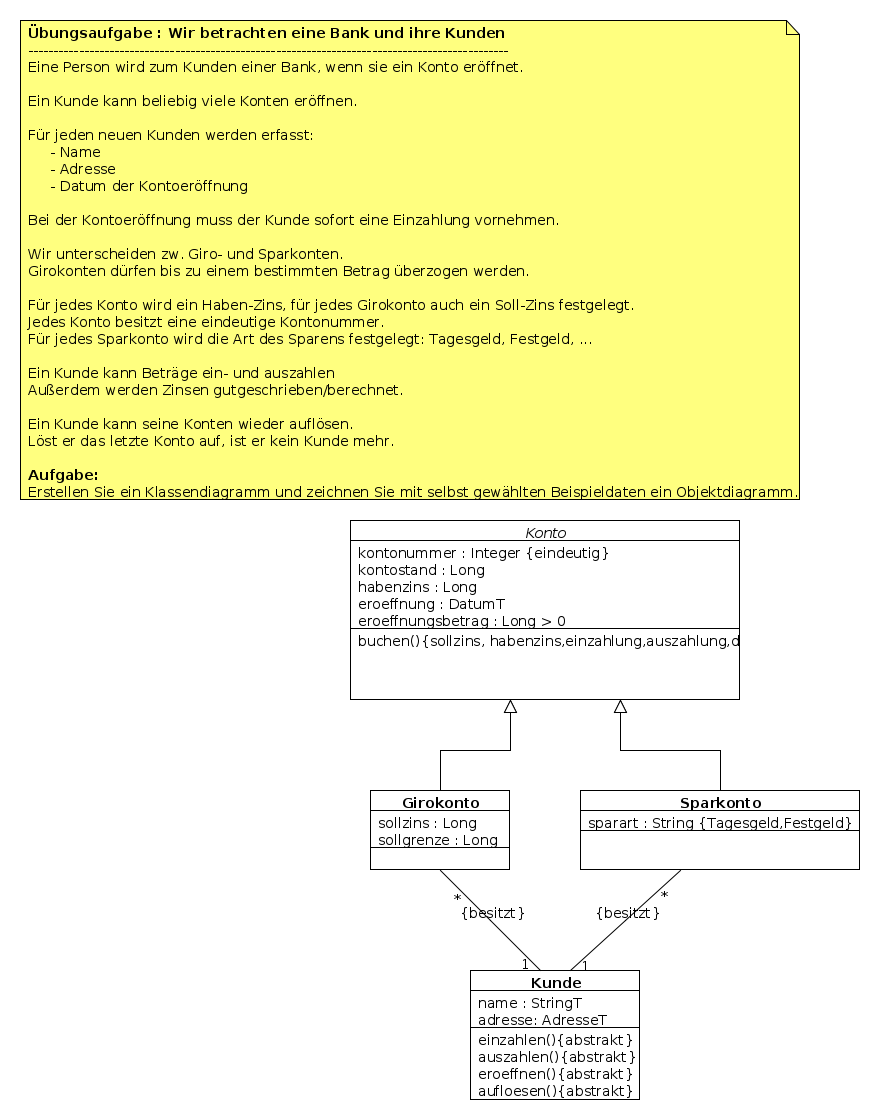 Übungsaufgabe : Wir betrachten eine Bank und ihre Kunden
------------------------------------------------------------------------------------------------
Eine Person wird zum Kunden einer Bank, wenn sie ein Konto eröffnet.
Ein Kunde kann beliebig viele Konten eröffnen.
Für jeden neuen Kunden werden erfasst:
- Name
- Adresse
- Datum der Kontoeröffnung
Bei der Kontoeröffnung muss der Kunde sofort eine Einzahlung vornehmen.
Wir unterscheiden zw. Giro- und Sparkonten.
Girokonten dürfen bis zu einem bestimmten Betrag überzogen werden.
Für jedes Konto wird ein Haben-Zins, für jedes Girokonto auch ein Soll-Zins festgelegt.
Jedes Konto besitzt eine eindeutige Kontonummer.
Für jedes Sparkonto wird die Art des Sparens festgelegt: Tagesgeld, Festgeld, ...
Ein Kunde kann Beträge ein- und auszahlen
Außerdem werden Zinsen gutgeschrieben/berechnet.
Ein Kunde kann seine Konten wieder auflösen.
Löst er das letzte Konto auf, ist er kein Kunde mehr.
Aufgabe:
Erstellen Sie ein Klassendiagramm und zeichnen Sie mit selbst gewählten Beispieldaten ein Objektdiagramm.
Konto
kontonummer : Integer {eindeutig}
kontostand : Long
habenzins : Long
eroeffnung : DatumT
eroeffnungsbetrag : Long > 0
buchen(){sollzins, habenzins,einzahlung,auszahlung,d
Girokonto
sollzins : Long
sollgrenze : Long
Sparkonto
sparart : String {Tagesgeld,Festgeld}
*
{besitzt}
1
*
{besitzt}
1
Kunde
name : StringT
adresse: AdresseT
einzahlen(){abstrakt}
auszahlen(){abstrakt}
eroeffnen(){abstrakt}
aufloesen(){abstrakt}